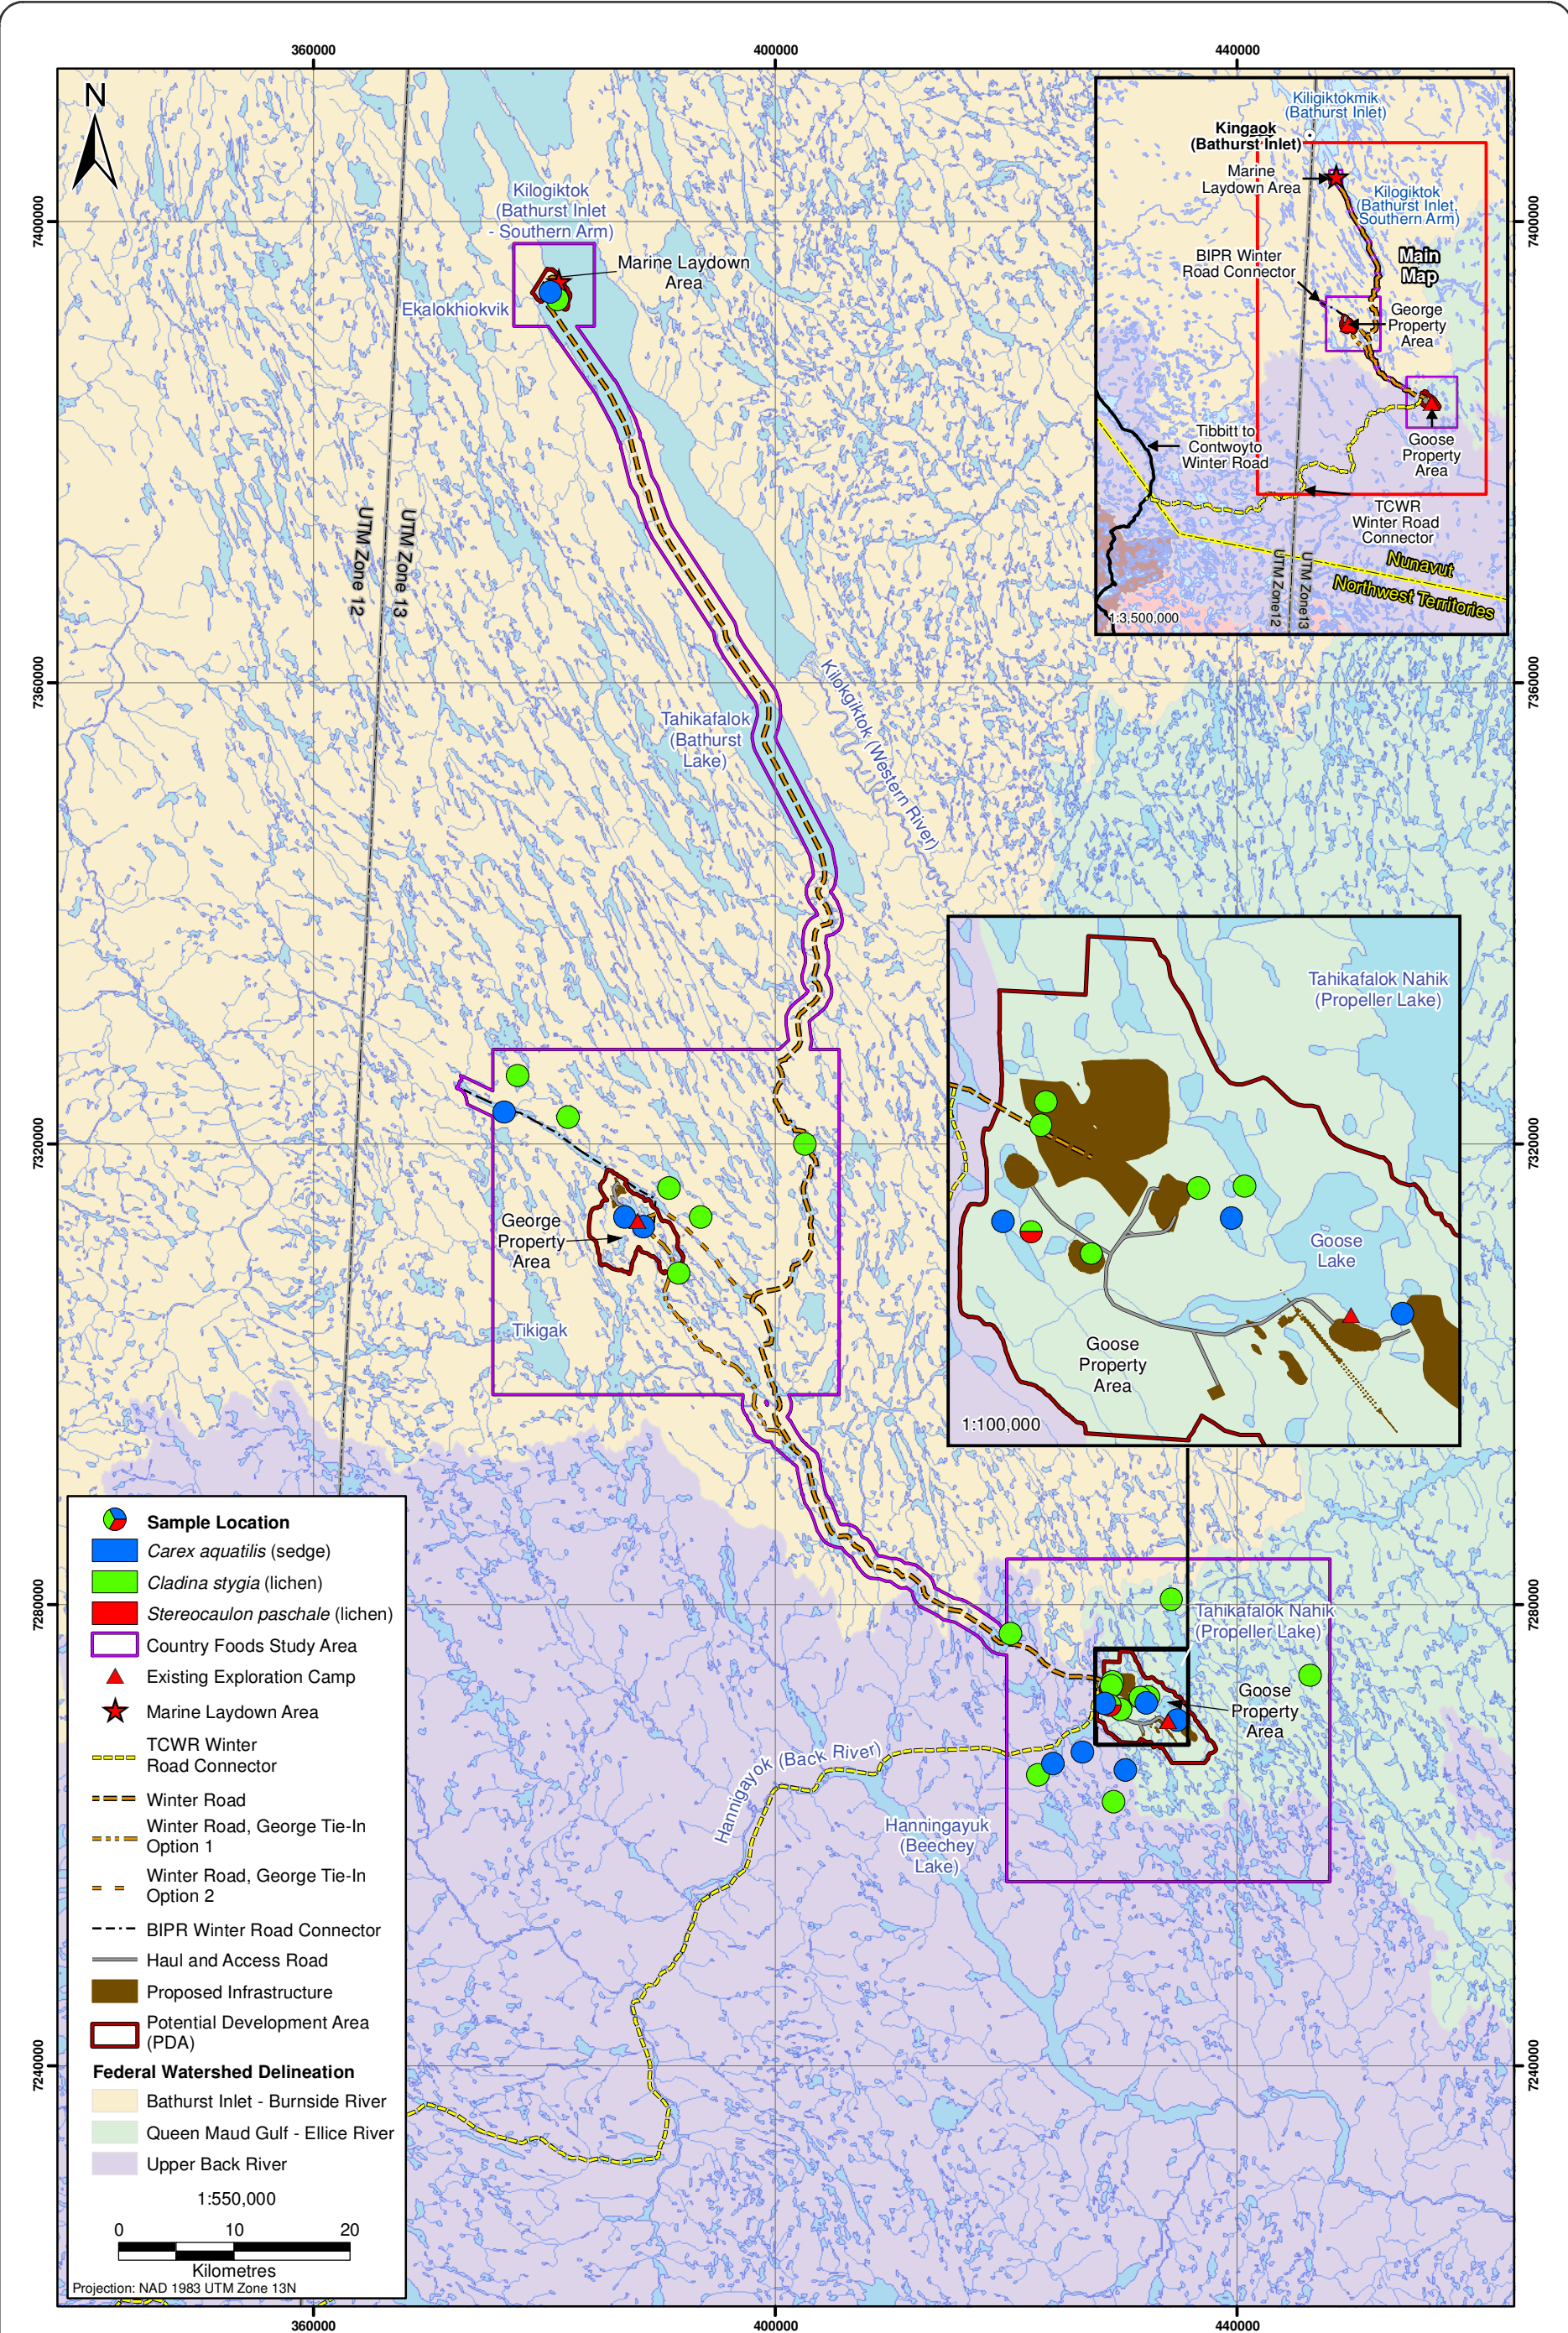 360000
400000
440000
N
7400000
7360000
7320000
7280000
7240000
7400000
7360000
7320000
7280000
7240000
Kilogiktok
(Bathurst Inlet
- Southern Arm)
Marine Laydown
Area
Ekalokhiokvik
UTM Zone 12
UTM Zone 13
Tahikafalok
(Bathurst
Lake)
Kilokgiktok (Western River)
George
Property
Area
Tikigak
Kiligiktokmik
(Bathurst Inlet)
Kingaok
(Bathurst Inlet)
Marine
Laydown Area
Kilogiktok
(Bathurst Inlet,
Southern Arm)
BIPR Winter
Road Connector
Main
Map
George
Property
Area
Tibbitt to
Contwoyto
Winter Road
Goose
Property
Area
TCWR
Winter Road
Connector
Nunavut
Northwest Territories
UTM Zone12
UTM Zone13
1:3,500,000
Tahikafalok Nahik
(Propeller Lake)
Goose
Lake
Goose
Property
Area
1:100,000
Tahikafalok Nahik
(Propeller Lake)
Goose
Property
Area
Hannigayok (Back River)
Hanningayuk
(Beechey
Lake)
Sample Location
Carex aquatilis (sedge)
Cladina stygia (lichen)
Stereocaulon paschale (lichen)
Country Foods Study Area
Existing Exploration Camp
Marine Laydown Area
TCWR Winter
Road Connector
Winter Road
Winter Road, George Tie-In
Option 1
Winter Road, George Tie-In
Option 2
BIPR Winter Road Connector
Haul and Access Road
Proposed Infrastructure
Potential Development Area
(PDA)
Federal Watershed Delineation
Bathurst Inlet - Burnside River
Queen Maud Gulf - Ellice River
Upper Back River
1:550,000
0 10 20
Kilometres
Projection: NAD 1983 UTM Zone 13N
360000
400000
440000